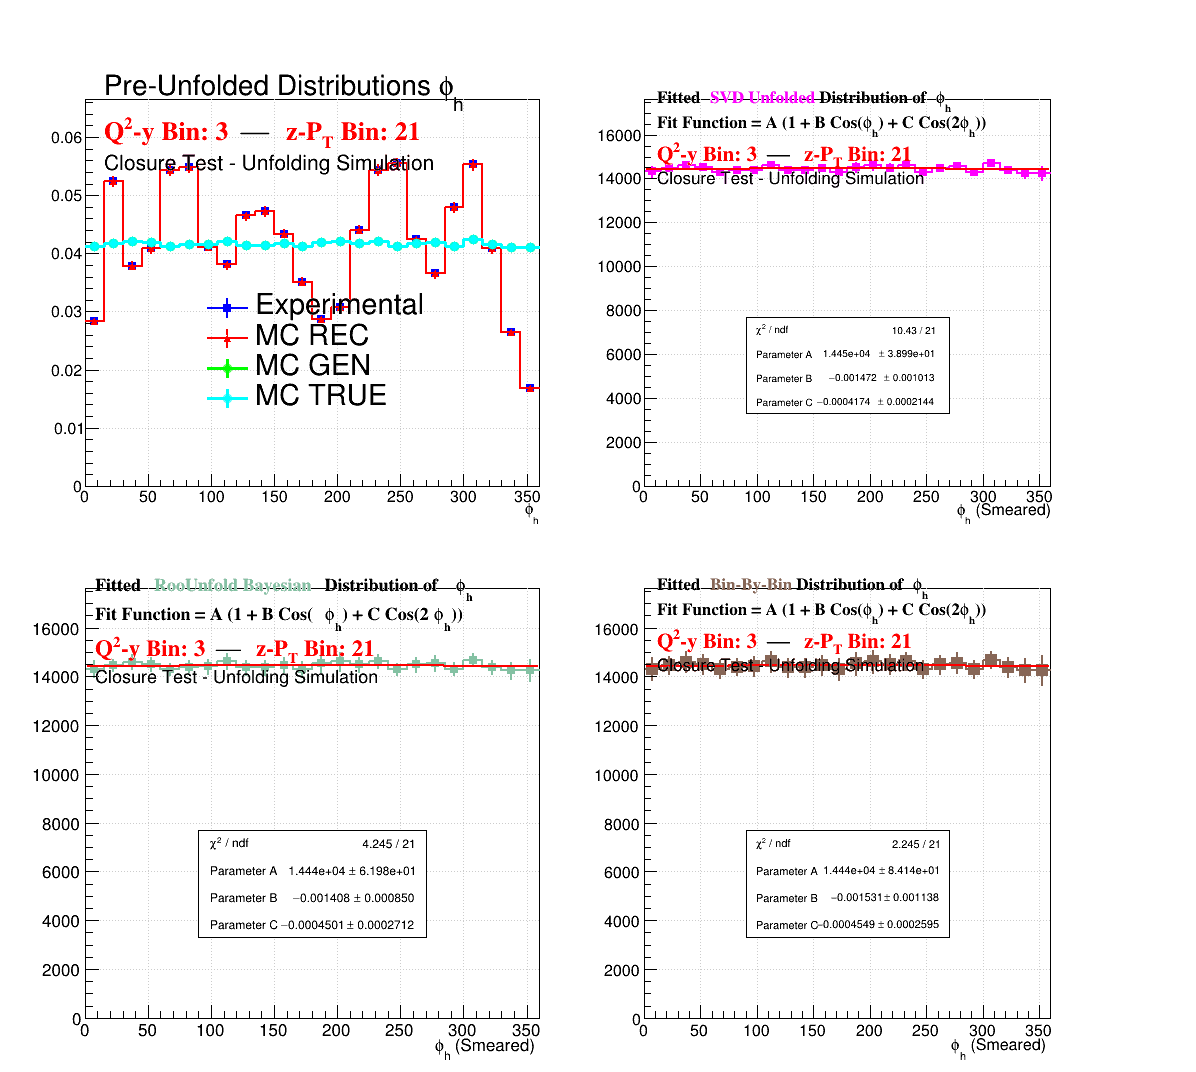 Pre-Unfolded Distributions ϕh
Q²-y Bin: 3 — z-PT Bin: 21
Closure Test - Unfolding Simulation
0.06
0.05
0.04
0.03
0.02
0.01
0
Experimental
MC REC
MC GEN
MC TRUE
0 50 100 150 200 250 300 350
ϕh
Fitted SVD Unfolded Distribution of ϕh
Fit Function = A (1 + B Cos(ϕh) + C Cos(2ϕh))
Q²-y Bin: 3 — z-PT Bin: 21
Closure Test - Unfolding Simulation
16000
14000
12000
10000
8000
6000
4000
2000
0
χ² / ndf 10.43 / 21
Parameter A 1.445e+04 ± 3.899e+01
Parameter B −0.001472 ± 0.001013
Parameter C −0.0004174 ± 0.0002144
0 50 100 150 200 250 300 350
ϕh (Smeared)
Fitted RooUnfold Bayesian Distribution of ϕh
Fit Function = A (1 + B Cos( ϕh) + C Cos(2 ϕh))
Q²-y Bin: 3 — z-PT Bin: 21
Closure Test - Unfolding Simulation
16000
14000
12000
10000
8000
6000
4000
2000
0
χ² / ndf 4.245 / 21
Parameter A 1.444e+04 ± 6.198e+01
Parameter B −0.001408 ± 0.000850
Parameter C −0.0004501 ± 0.0002712
0 50 100 150 200 250 300 350
ϕh (Smeared)
Fitted Bin-By-Bin Distribution of ϕh
Fit Function = A (1 + B Cos(ϕh) + C Cos(2ϕh))
Q²-y Bin: 3 — z-PT Bin: 21
Closure Test - Unfolding Simulation
16000
14000
12000
10000
8000
6000
4000
2000
0
χ² / ndf 2.245 / 21
Parameter A 1.444e+04 ± 8.414e+01
Parameter B −0.001531 ± 0.001138
Parameter C −0.0004549 ± 0.0002595
0 50 100 150 200 250 300 350
ϕh (Smeared)